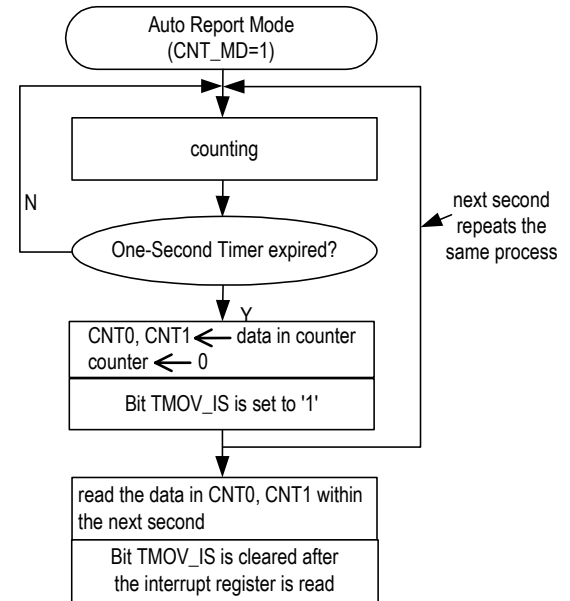 Auto Report Mode
(CNT_MD=1)
counting
N
next second
repeats the
same process
One-Second Timer expired?
Y
CNT0, CNT1 ← data in counter
counter ← 0
Bit TMOV_IS is set to '1'
read the data in CNT0, CNT1 within
the next second
Bit TMOV_IS is cleared after
the interrupt register is read